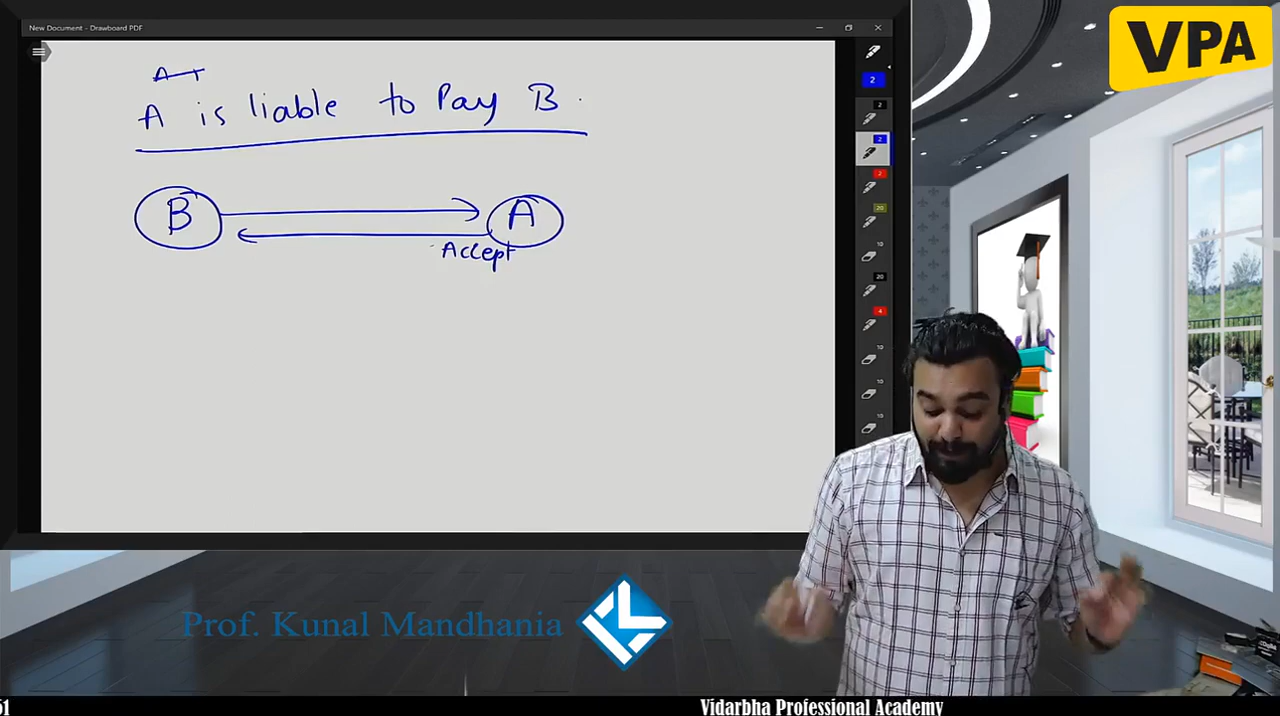 New Document - Drawboard PDF
VPA
A is liable to Pay B.
B
A
Accept
Prof. Kunal Mandhania
Vidarbha Professional Academy